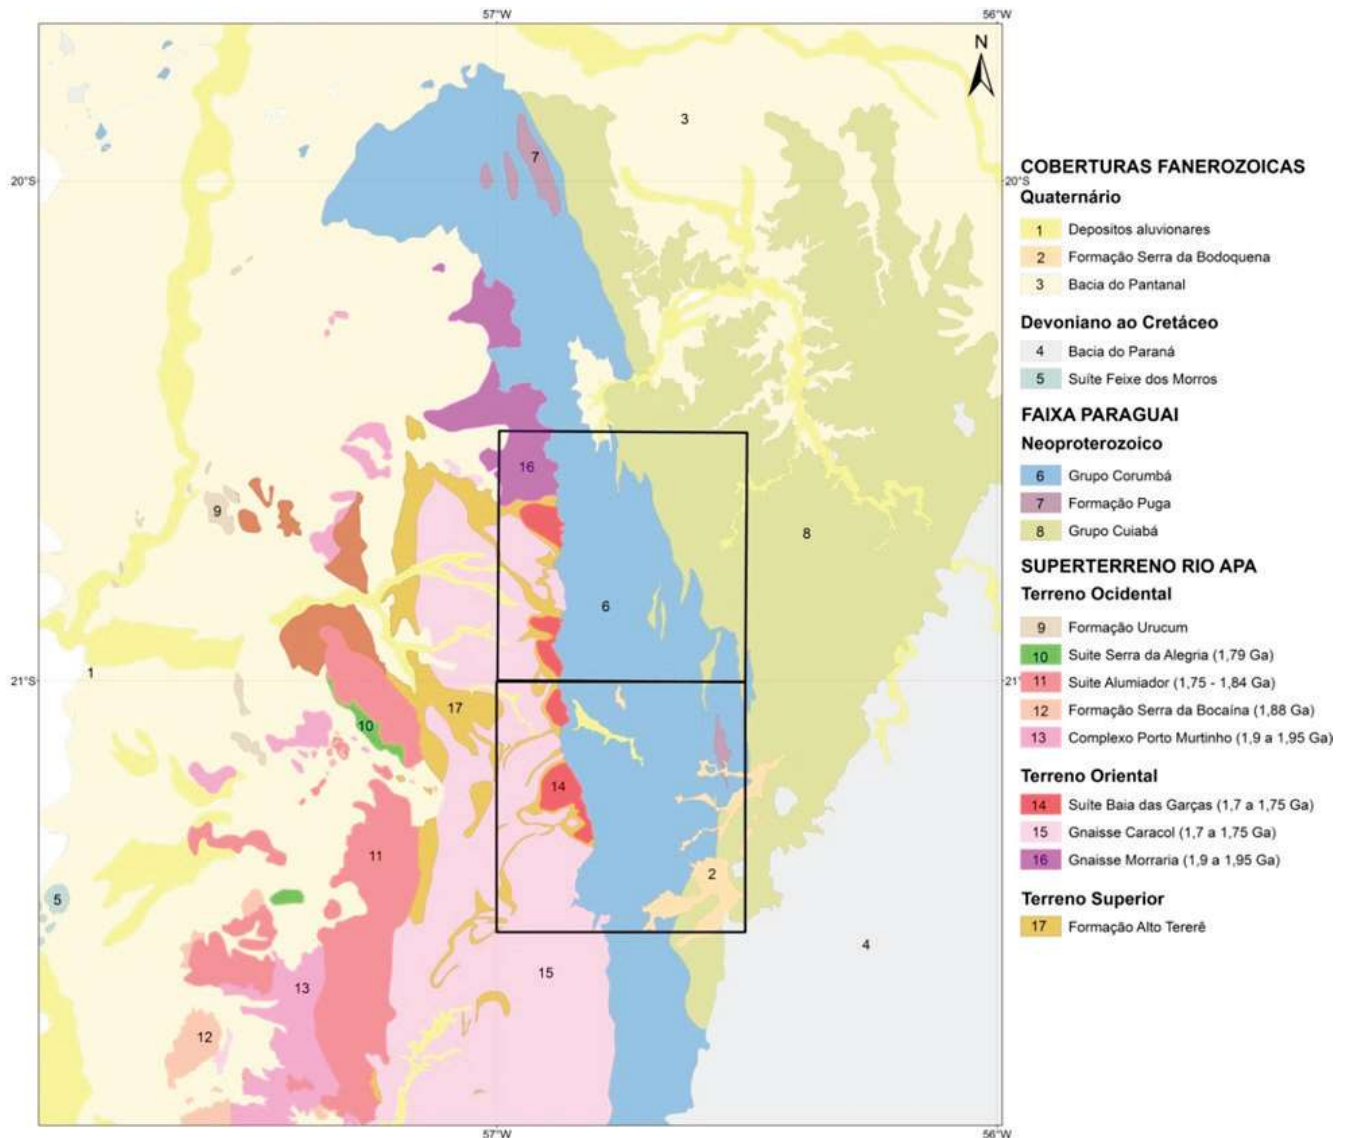 57°W
56°W
N
3
7
20°S
20°S
16
9
8
6
1
21°S
21°
17
10
14
11
2
5
4
15
13
12
57°W
56°W
COBERTURAS FANEROZOICAS
Quaternário
1 Depositos aluvionares
2 Formação Serra da Bodoquena
3 Bacia do Pantanal
Devoniano ao Cretáceo
4 Bacia do Paraná
5 Suíte Feixe dos Morros
FAIXA PARAGUAI
Neoproterozoico
6 Grupo Corumbá
7 Formação Puga
8 Grupo Cuiabá
SUPERTERRENO RIO APA
Terreno Ocidental
9 Formação Urucum
10 Suite Serra da Alegria (1,79 Ga)
11 Suite Alumiador (1,75 - 1,84 Ga)
12 Formação Serra da Bocaína (1,88 Ga)
13 Complexo Porto Murtinho (1,9 a 1,95 Ga)
Terreno Oriental
14 Suíte Baia das Garças (1,7 a 1,75 Ga)
15 Gnaisse Caracol (1,7 a 1,75 Ga)
16 Gnaisse Morraria (1,9 a 1,95 Ga)
Terreno Superior
17 Formação Alto Tererê